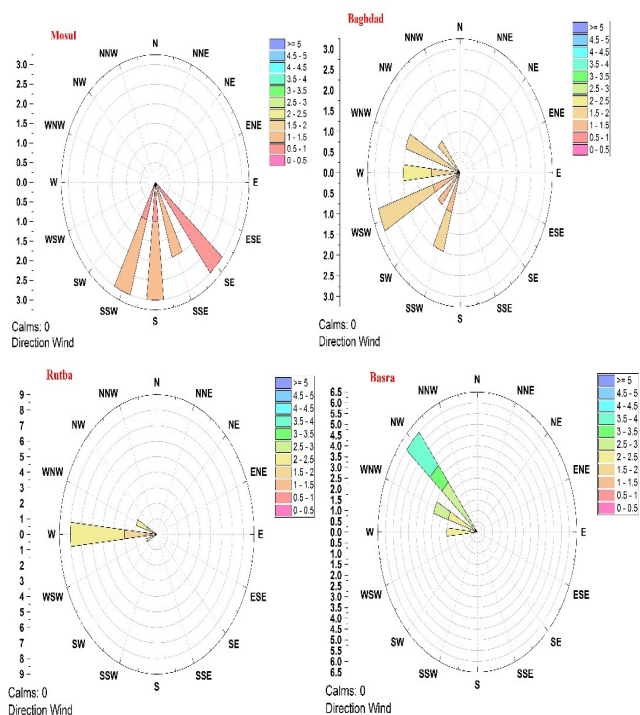 Mosul
N
NNW
NNE
NW
NE
WNW
ENE
W
E
WSW
ESE
SW
SE
SSW
SSE
S
3.0
2.5
2.0
1.5
1.0
0.5
0.0
0.5
1.0
1.5
2.0
2.5
3.0
>= 5
4.5 - 5
4 - 4.5
3.5 - 4
3 - 3.5
2.5 - 3
2 - 2.5
1.5 - 2
1 - 1.5
0.5 - 1
0 - 0.5
Calms: 0
Direction Wind
Baghdad
N
NNW
NNE
NW
NE
WNW
ENE
W
E
WSW
ESE
SW
SE
SSW
SSE
S
3.0
2.5
2.0
1.5
1.0
0.5
0.0
0.5
1.0
1.5
2.0
2.5
3.0
>= 5
4.5 - 5
4 - 4.5
3.5 - 4
3 - 3.5
2.5 - 3
2 - 2.5
1.5 - 2
1 - 1.5
0.5 - 1
0 - 0.5
Calms: 0
Direction Wind
Rutba
N
NNW
NNE
NW
NE
WNW
ENE
W
E
WSW
ESE
SW
SE
SSW
SSE
S
9
8
7
6
5
4
3
2
1
0
1
2
3
4
5
6
7
8
9
>= 5
4.5 - 5
4 - 4.5
3.5 - 4
3 - 3.5
2.5 - 3
2 - 2.5
1.5 - 2
1 - 1.5
0.5 - 1
0 - 0.5
Calms: 0
Direction Wind
Basra
N
NNW
NNE
NW
NE
WNW
ENE
W
E
WSW
ESE
SW
SE
SSW
SSE
S
6.5
6.0
5.5
5.0
4.5
4.0
3.5
3.0
2.5
2.0
1.5
1.0
0.5
0.0
0.5
1.0
1.5
2.0
2.5
3.0
3.5
4.0
4.5
5.0
5.5
6.0
6.5
>= 5
4.5 - 5
4 - 4.5
3.5 - 4
3 - 3.5
2.5 - 3
2 - 2.5
1.5 - 2
1 - 1.5
0.5 - 1
0 - 0.5
Calms: 0
Direction Wind